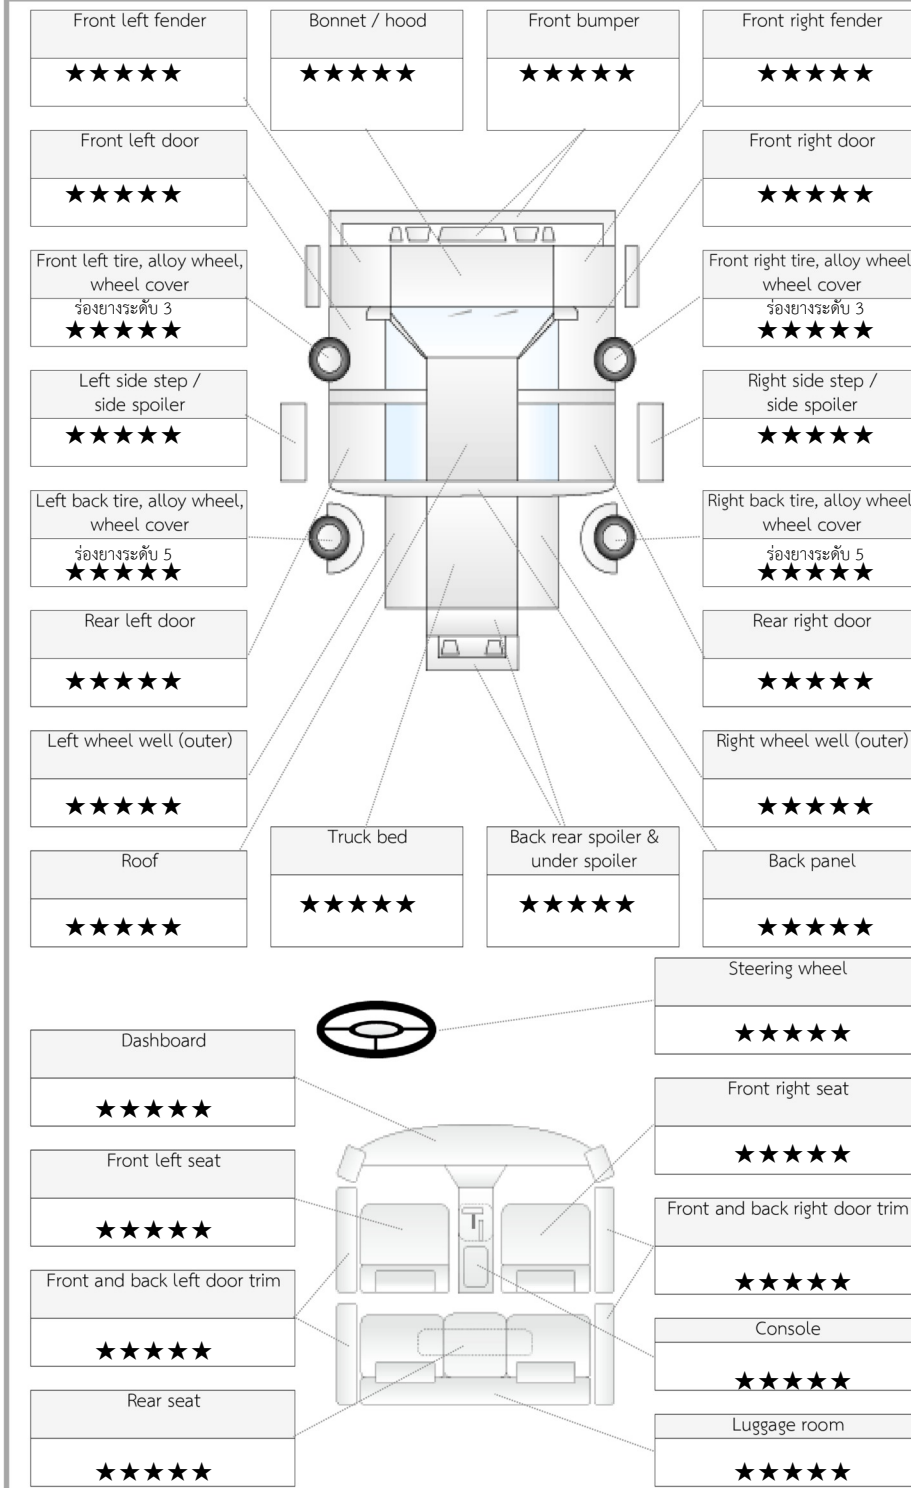 Front left fender
★★★★★
Bonnet / hood
★★★★★
Front bumper
★★★★★
Front right fender
★★★★★
Front left door
★★★★★
Front right door
★★★★★
Front left tire, alloy wheel,
wheel cover
ร่องยางระดับ 3
★★★★★
Front right tire, alloy wheel
wheel cover
ร่องยางระดับ 3
★★★★★
Left side step /
side spoiler
★★★★★
Right side step /
side spoiler
★★★★★
Left back tire, alloy wheel,
wheel cover
ร่องยางระดับ 5
★★★★★
Right back tire, alloy wheel
wheel cover
ร่องยางระดับ 5
★★★★★
Rear left door
★★★★★
Rear right door
★★★★★
Left wheel well (outer)
★★★★★
Right wheel well (outer)
★★★★★
Roof
★★★★★
Truck bed
★★★★★
Back rear spoiler &
under spoiler
★★★★★
Back panel
★★★★★
Steering wheel
★★★★★
Dashboard
★★★★★
Front right seat
★★★★★
Front left seat
★★★★★
Front and back right door trim
★★★★★
Front and back left door trim
★★★★★
Console
★★★★★
Rear seat
★★★★★
Luggage room
★★★★★